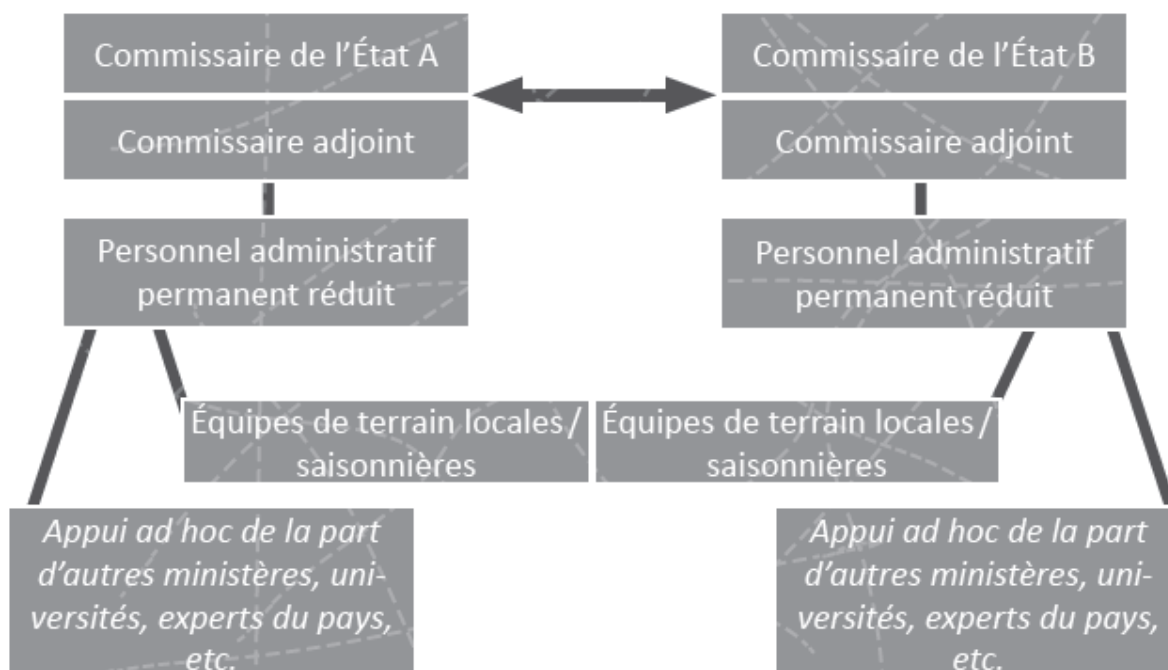 Commissaire de l’État A
Commissaire adjoint
Personnel administratif
permanent réduit
Commissaire de l’État B
Commissaire adjoint
Personnel administratif
permanent réduit
Équipes de terrain locales /
saisonnières
Équipes de terrain locales /
saisonnières
Appui ad hoc de la part
d’autres ministères, uni-
versités, experts du pays,
etc.
Appui ad hoc de la part
d’autres ministères, uni-
versités, experts du pays,
etc.